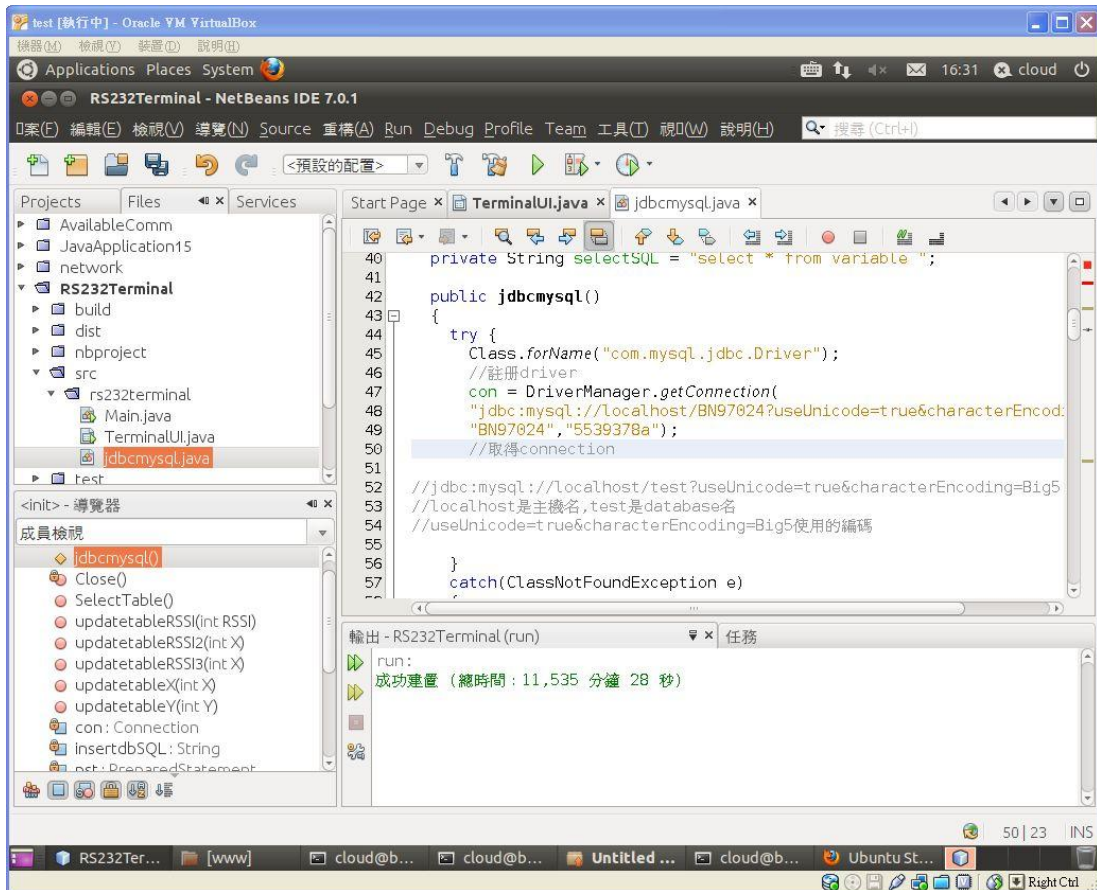 test [執行中] - Oracle VM VirtualBox
機器(M) 檢視(V) 裝置(D) 說明(H)
Applications Places System 16:31 cloud
RS232Terminal - NetBeans IDE 7.0.1
案(F) 編輯(E) 檢視(V) 導覽(N) Source 重構(A) Run Debug Profile Team 工具(T) 視(W) 說明(H) 搜尋 (Ctrl+I)
<預設的配置>
Projects Files Services
AvailableComm
JavaApplication15
network
RS232Terminal
build
dist
nbproject
src
rs232terminal
Main.java
TerminalUI.java
jdbcmysql.java
test
<init> - 導覽器
成員檢視
jdbcmysql()
Close()
SelectTable()
updatetableRSSI(int RSSI)
updatetableRSSI2(int X)
updatetableRSSI3(int X)
updatetableX(int X)
updatetableY(int Y)
con : Connection
insertdbSQL : String
pst : PreparedStatement
Start Page TerminalUI.java jdbcmysql.java
40 private String selectSQL = "select * from variable ";
41
42 public jdbcmysql()
43 {
44 try {
45 Class.forName("com.mysql.jdbc.Driver");
46 //註冊driver
47 con = DriverManager.getConnection(
48 "jdbc:mysql://localhost/BN97024?useUnicode=true&characterEncodi
49 "BN97024","5539378a");
50 //取得connection
51
52 //jdbc:mysql://localhost/test?useUnicode=true&characterEncoding=Big5
53 //localhost是主機名,test是database名
54 //useUnicode=true&characterEncoding=Big5使用的編碼
55
56 }
57 catch(ClassNotFoundException e)
輸出 - RS232Terminal (run) 任務
run:
成功建置 (總時間：11,535 分鐘 28 秒)
50 | 23 INS
RS232Ter... [www] cloud@b... cloud@b... Untitled ... cloud@b... Ubuntu St...
Right Ctrl